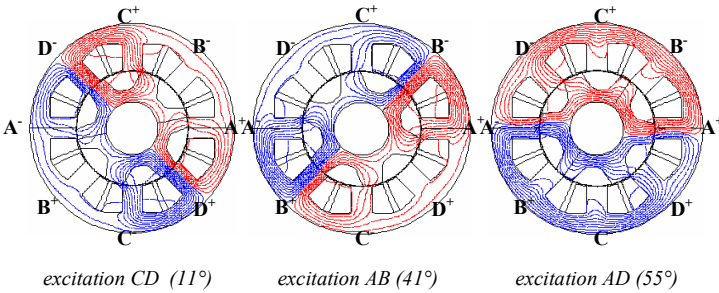 C⁺ C⁺ C⁺
D⁻ B⁻ D⁻ B⁻ D⁻ B⁻
A⁻ A⁺ A⁻ A⁺ A⁻ A⁺
B⁺ D⁺ B⁺ D⁺ B⁺ D⁺
C⁻ C⁻ C⁻
excitation CD (11°) excitation AB (41°) excitation AD (55°)